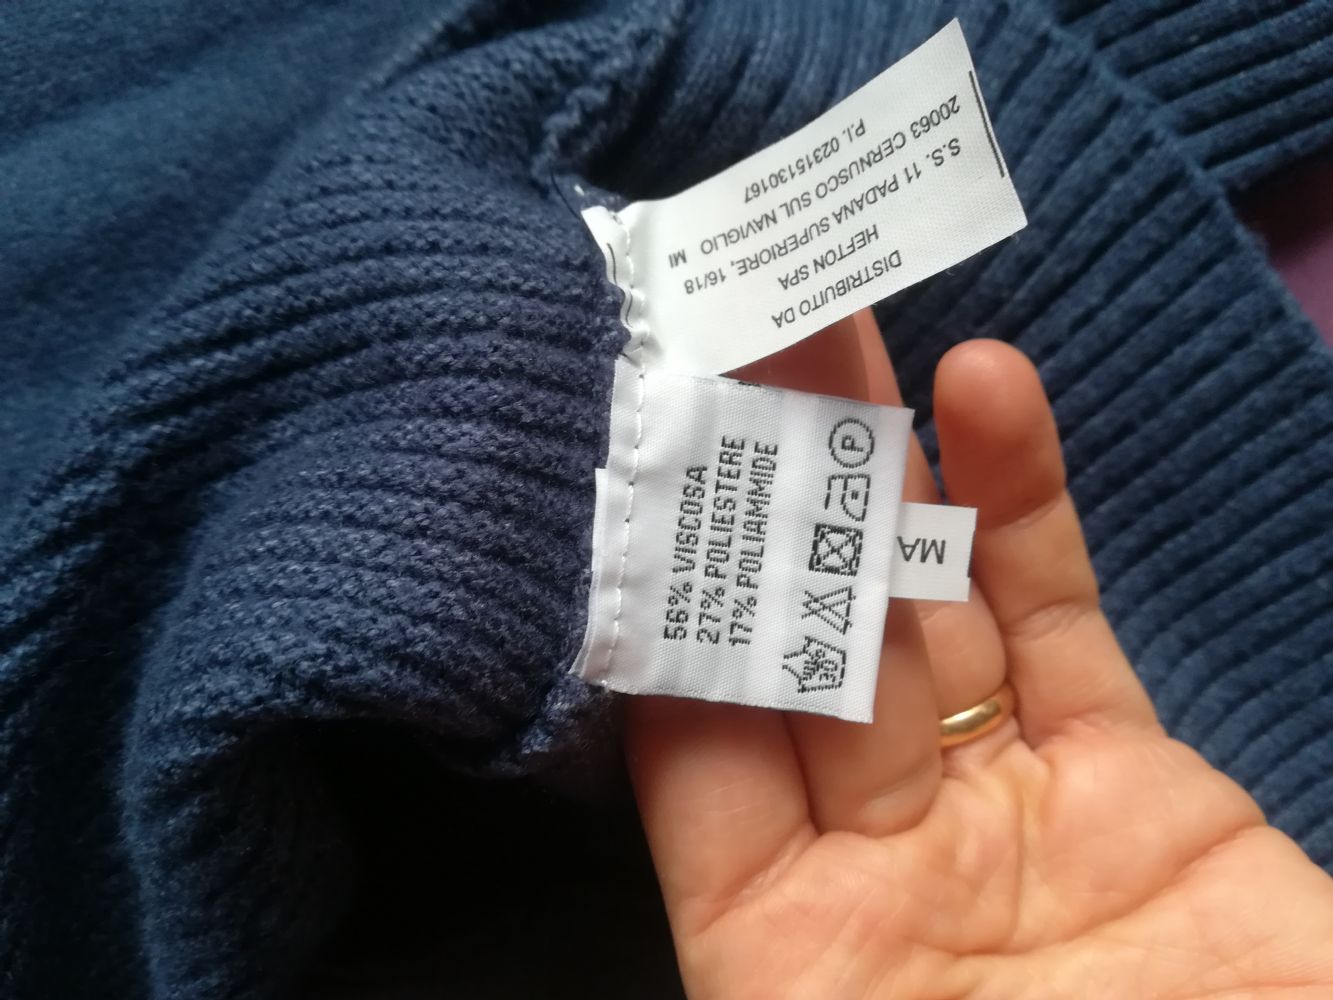 DISTRIBUITO DA
HEFTON SPA
S.S. 11 PADANA SUPERIORE, 16/18
20063 CERNUSCO SUL NAVIGLIO MI
P.I. 02315130167
56% VISCOSA
27% POLIESTERE
17% POLIAMMIDE
P
MA